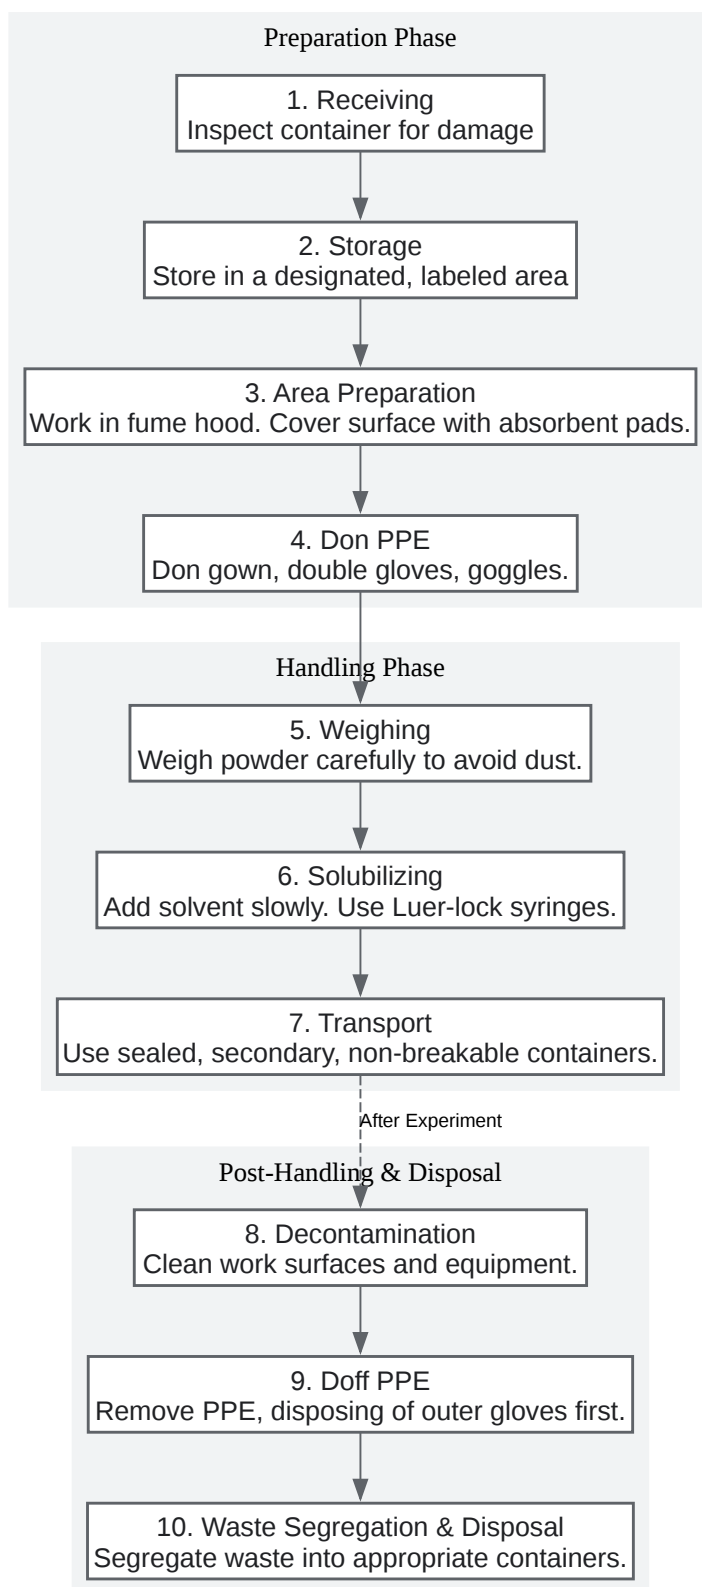 Preparation Phase
1. Receiving
Inspect container for damage
2. Storage
Store in a designated, labeled area
3. Area Preparation
Work in fume hood. Cover surface with absorbent pads.
4. Don PPE
Don gown, double gloves, goggles.
Handling Phase
5. Weighing
Weigh powder carefully to avoid dust.
6. Solubilizing
Add solvent slowly. Use Luer-lock syringes.
7. Transport
Use sealed, secondary, non-breakable containers.
After Experiment
Post-Handling & Disposal
8. Decontamination
Clean work surfaces and equipment.
9. Doff PPE
Remove PPE, disposing of outer gloves first.
10. Waste Segregation & Disposal
Segregate waste into appropriate containers.